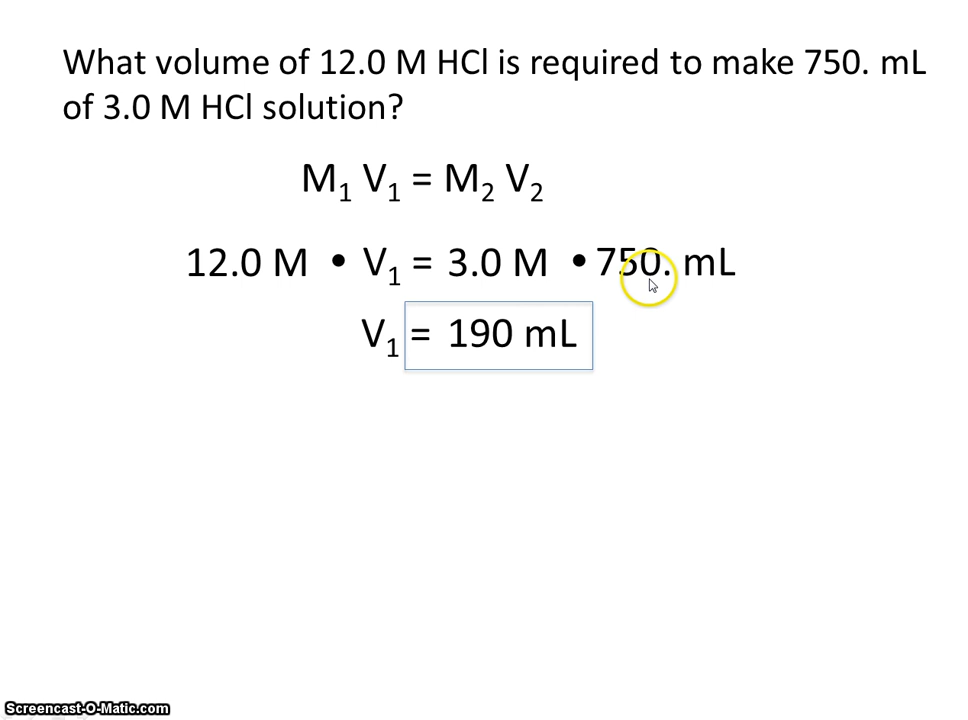 What volume of 12.0 M HCl is required to make 750. mL
of 3.0 M HCl solution?
M₁ V₁ = M₂ V₂
12.0 M • V₁ = 3.0 M • 750. mL
V₁ = 190 mL
Screencast-O-Matic.com